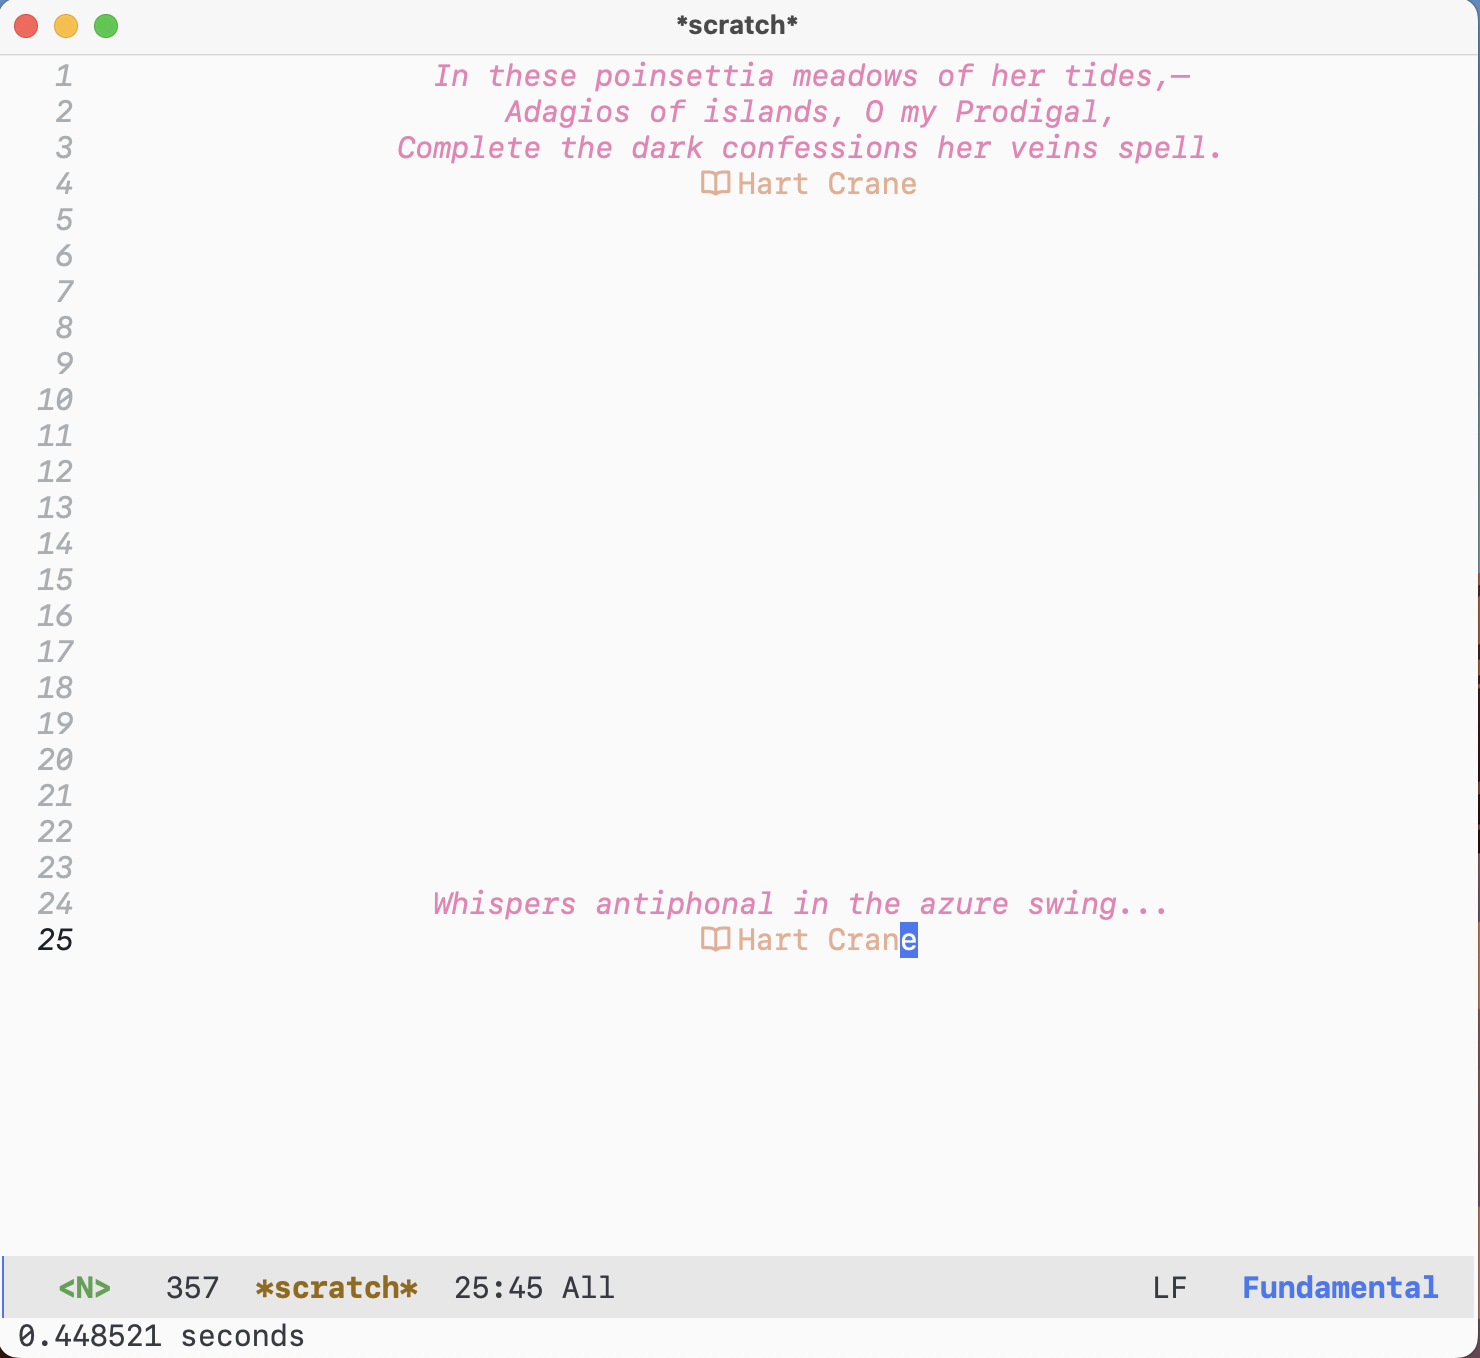 *scratch*
1 In these poinsettia meadows of her tides,—
2 Adagios of islands, O my Prodigal,
3 Complete the dark confessions her veins spell.
4 Hart Crane
5
6
7
8
9
10
11
12
13
14
15
16
17
18
19
20
21
22
23
24 Whispers antiphonal in the azure swing...
25 Hart Crane
<N> 357 *scratch* 25:45 All LF Fundamental
0.448521 seconds